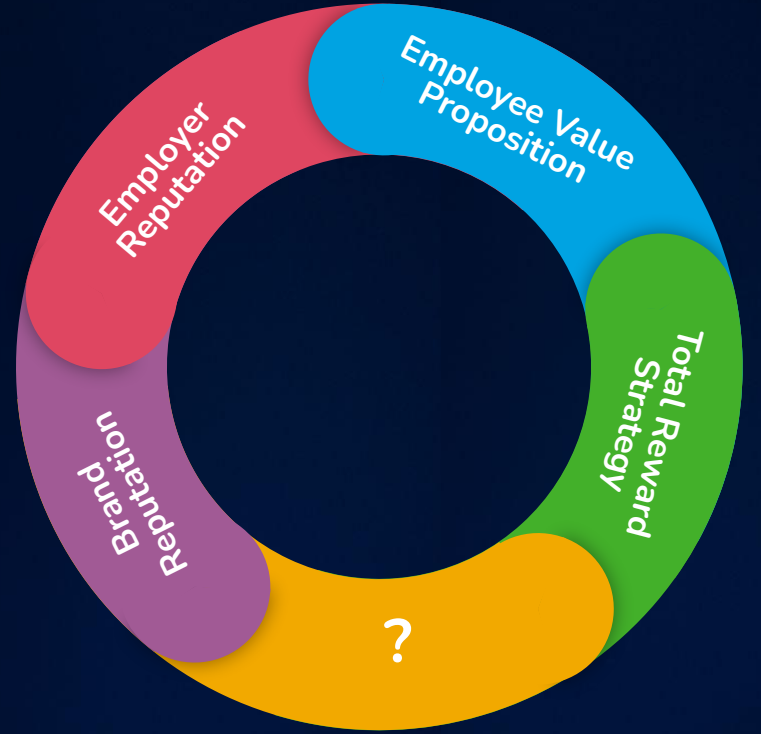 Employee Value
Proposition
Total Reward
Strategy
?
Brand
Reputation
Employer
Reputation